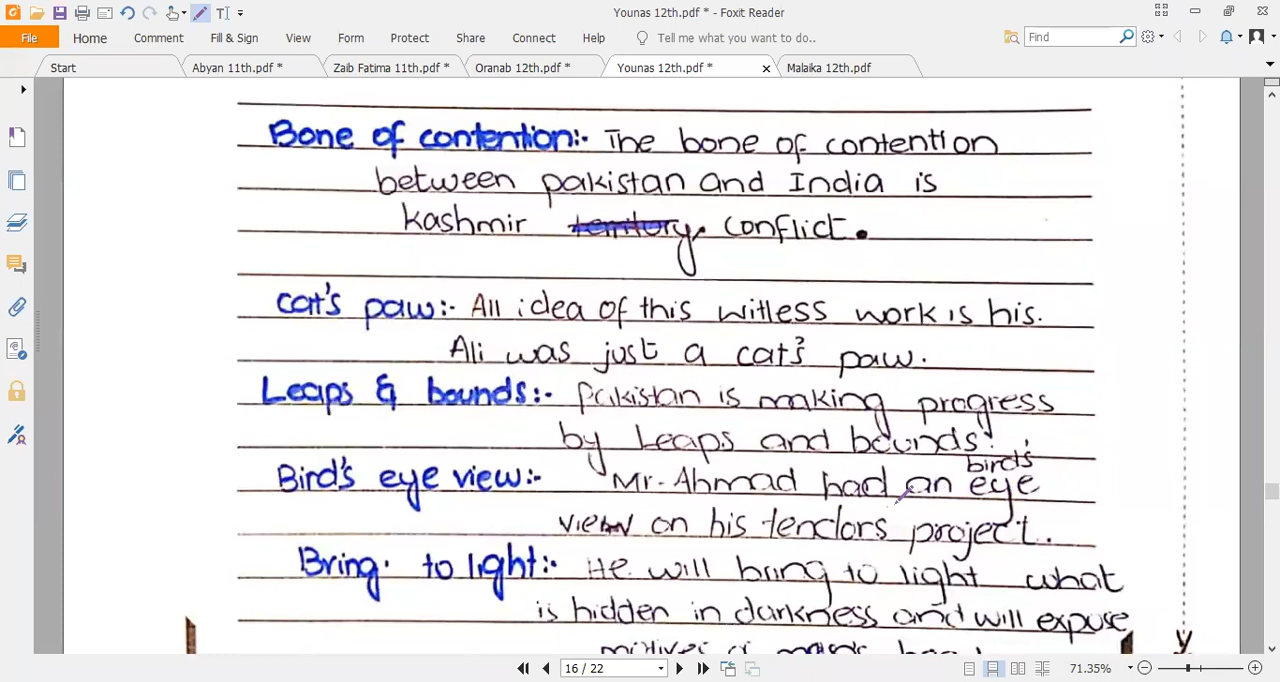 Younas 12th.pdf * - Foxit Reader
File Home Comment Fill & Sign View Form Protect Share Connect Help Tell me what you want to do.. Find
Start Abyan 11th.pdf * Zaib Fatima 11th.pdf * Oranab 12th.pdf * Younas 12th.pdf * Malaika 12th.pdf
Bone of contention:- The bone of contention
between pakistan and India is
kashmir territory. conflict.
cat's paw:- All idea of this witless work is his.
Ali was just a cat's paw.
Leaps & bounds:- Pakistan is making progress
by Leaps and bounds.
Bird's eye view:- Mr. Ahmad had an bird's eye
view on his tendors project.
Bring to light:- He will bring to light what
is hidden in darkness and will expose
16 / 22 71.35%